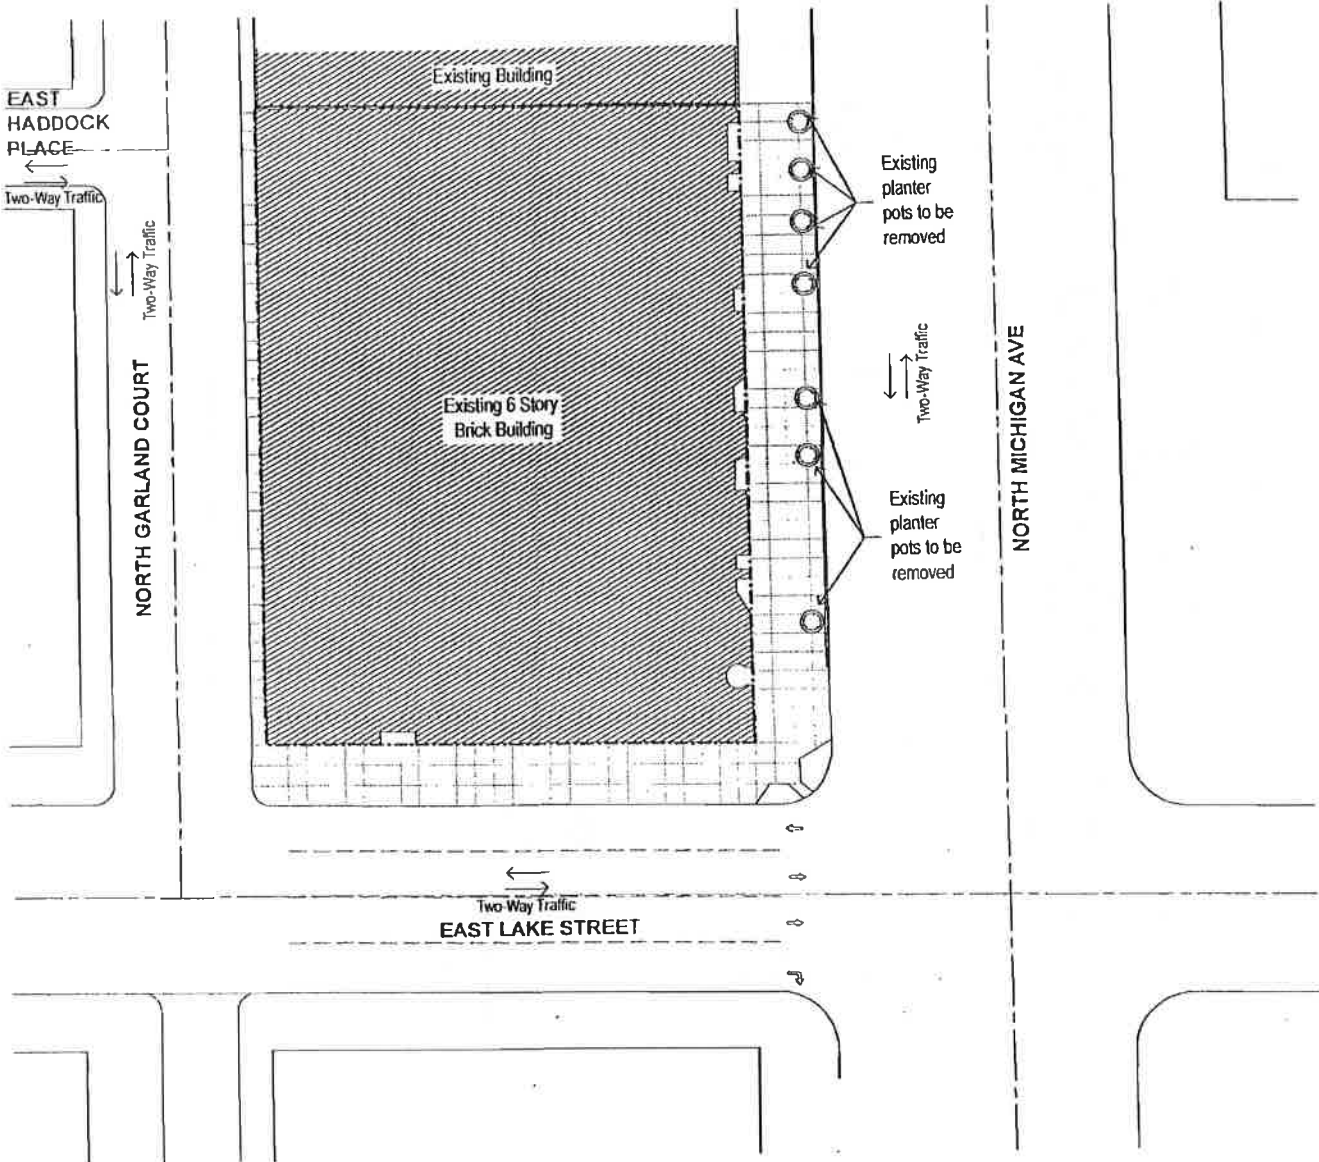 Existing Building
EAST
HADDOCK
PLACE
Two-Way Traffic
Two-Way Traffic
NORTH GARLAND COURT
Existing 6 Story
Brick Building
Existing
planter
pots to be
removed
Two-Way Traffic
NORTH MICHIGAN AVE
Existing
planter
pots to be
removed
Two-Way Traffic
EAST LAKE STREET